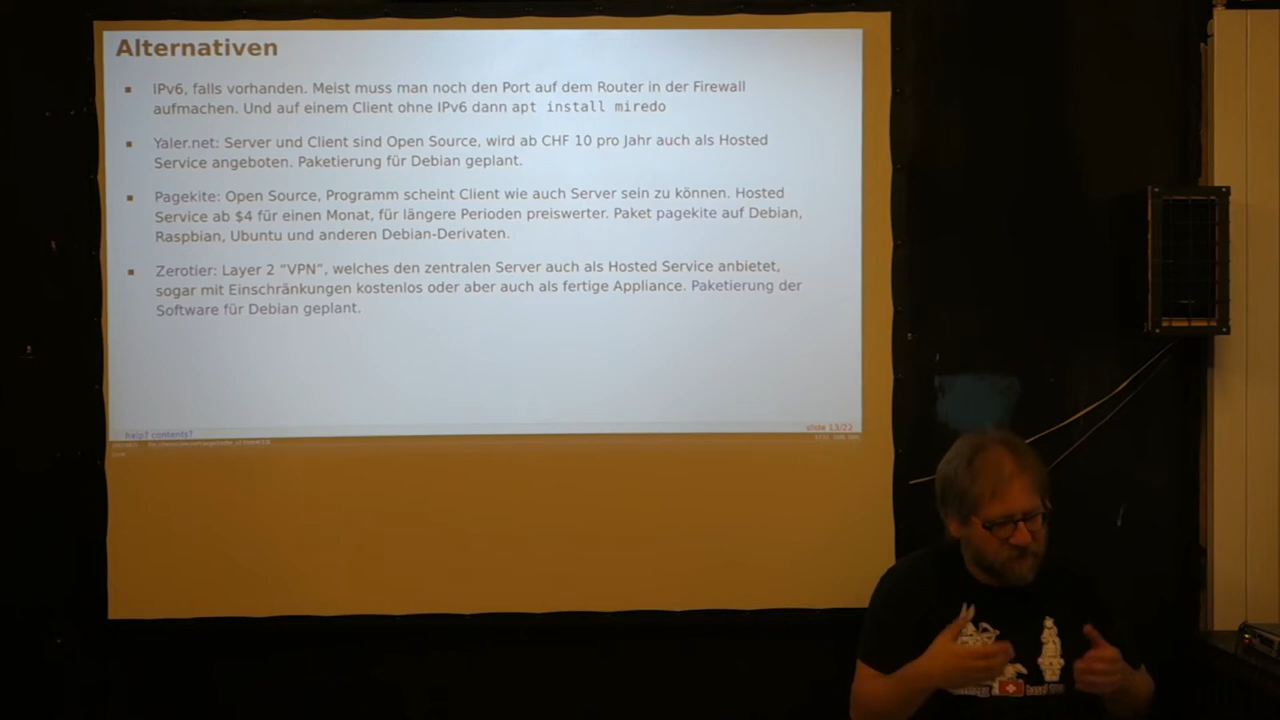 Alternativen
IPv6, falls vorhanden. Meist muss man noch den Port auf dem Router in der Firewall
aufmachen. Und auf einem Client ohne IPv6 dann apt install miredo
Yaler.net: Server und Client sind Open Source, wird ab CHF 10 pro Jahr auch als Hosted
Service angeboten. Paketierung für Debian geplant.
Pagekite: Open Source, Programm scheint Client wie auch Server sein zu können. Hosted
Service ab $4 für einen Monat, für längere Perioden preiswerter. Paket pagekite auf Debian,
Raspbian, Ubuntu und anderen Debian-Derivaten.
Zerotier: Layer 2 “VPN”, welches den zentralen Server auch als Hosted Service anbietet,
sogar mit Einschränkungen kostenlos oder aber auch als fertige Appliance. Paketierung der
Software für Debian geplant.
help? contents?
slide 13/22
basel